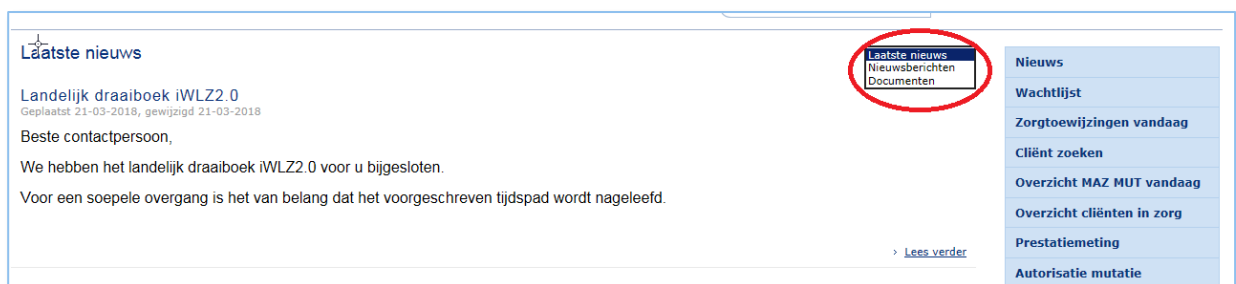 Laatste nieuws
Laatste nieuws
Nieuwsberichten
Documenten
Landelijk draaiboek iWLZ2.0
Geplaatst 21-03-2018, gewijzigd 21-03-2018
Beste contactpersoon,
We hebben het landelijk draaiboek iWLZ2.0 voor u bijgesloten.
Voor een soepele overgang is het van belang dat het voorgeschreven tijdspad wordt nageleefd.
› Lees verder
Nieuws
Wachtlijst
Zorgtoewijzingen vandaag
Cliënt zoeken
Overzicht MAZ MUT vandaag
Overzicht cliënten in zorg
Prestatiemeting
Autorisatie mutatie